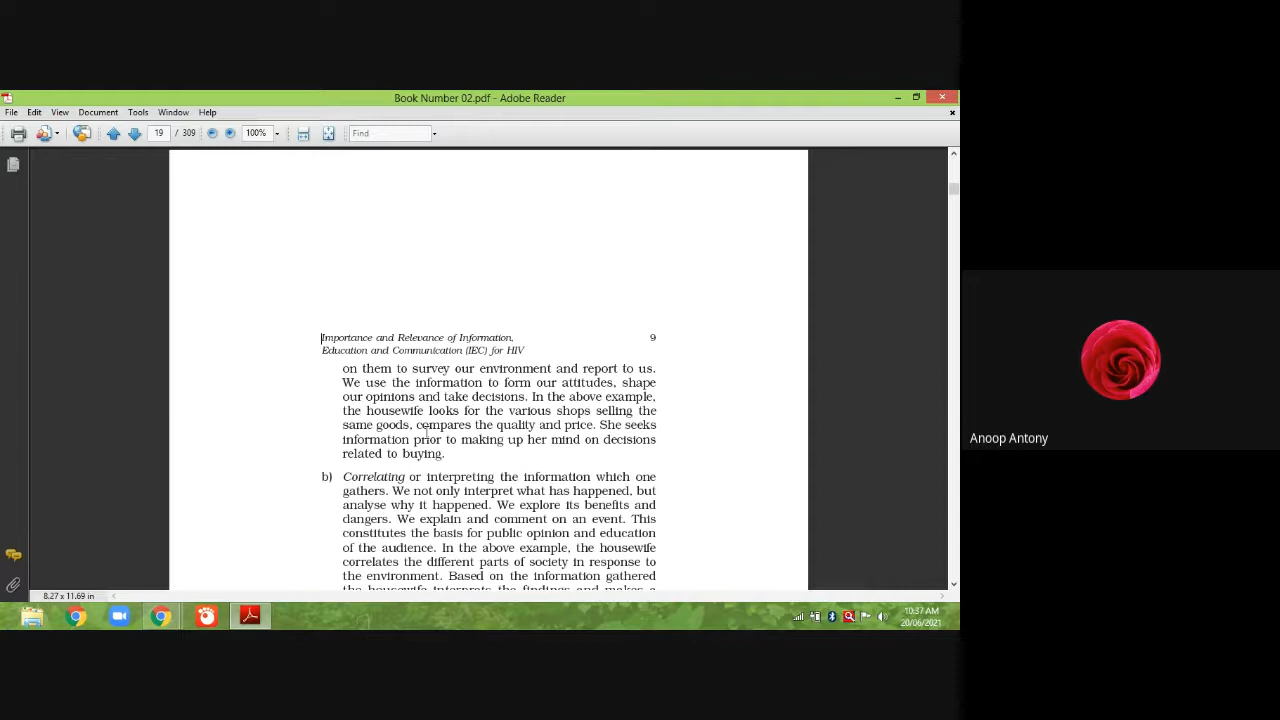 Book Number 02.pdf - Adobe Reader
File Edit View Document Tools Window Help
19 / 309 100% Find
Importance and Relevance of Information, 9
Education and Communication (IEC) for HIV
on them to survey our environment and report to us.
We use the information to form our attitudes, shape
our opinions and take decisions. In the above example,
the housewife looks for the various shops selling the
same goods, compares the quality and price. She seeks
information prior to making up her mind on decisions
related to buying.
b) Correlating or interpreting the information which one
gathers. We not only interpret what has happened, but
analyse why it happened. We explore its benefits and
dangers. We explain and comment on an event. This
constitutes the basis for public opinion and education
of the audience. In the above example, the housewife
correlates the different parts of society in response to
the environment. Based on the information gathered
the housewife interprets the findings and makes a
8.27 x 11.69 in
10:37 AM
20/06/2021
Anoop Antony